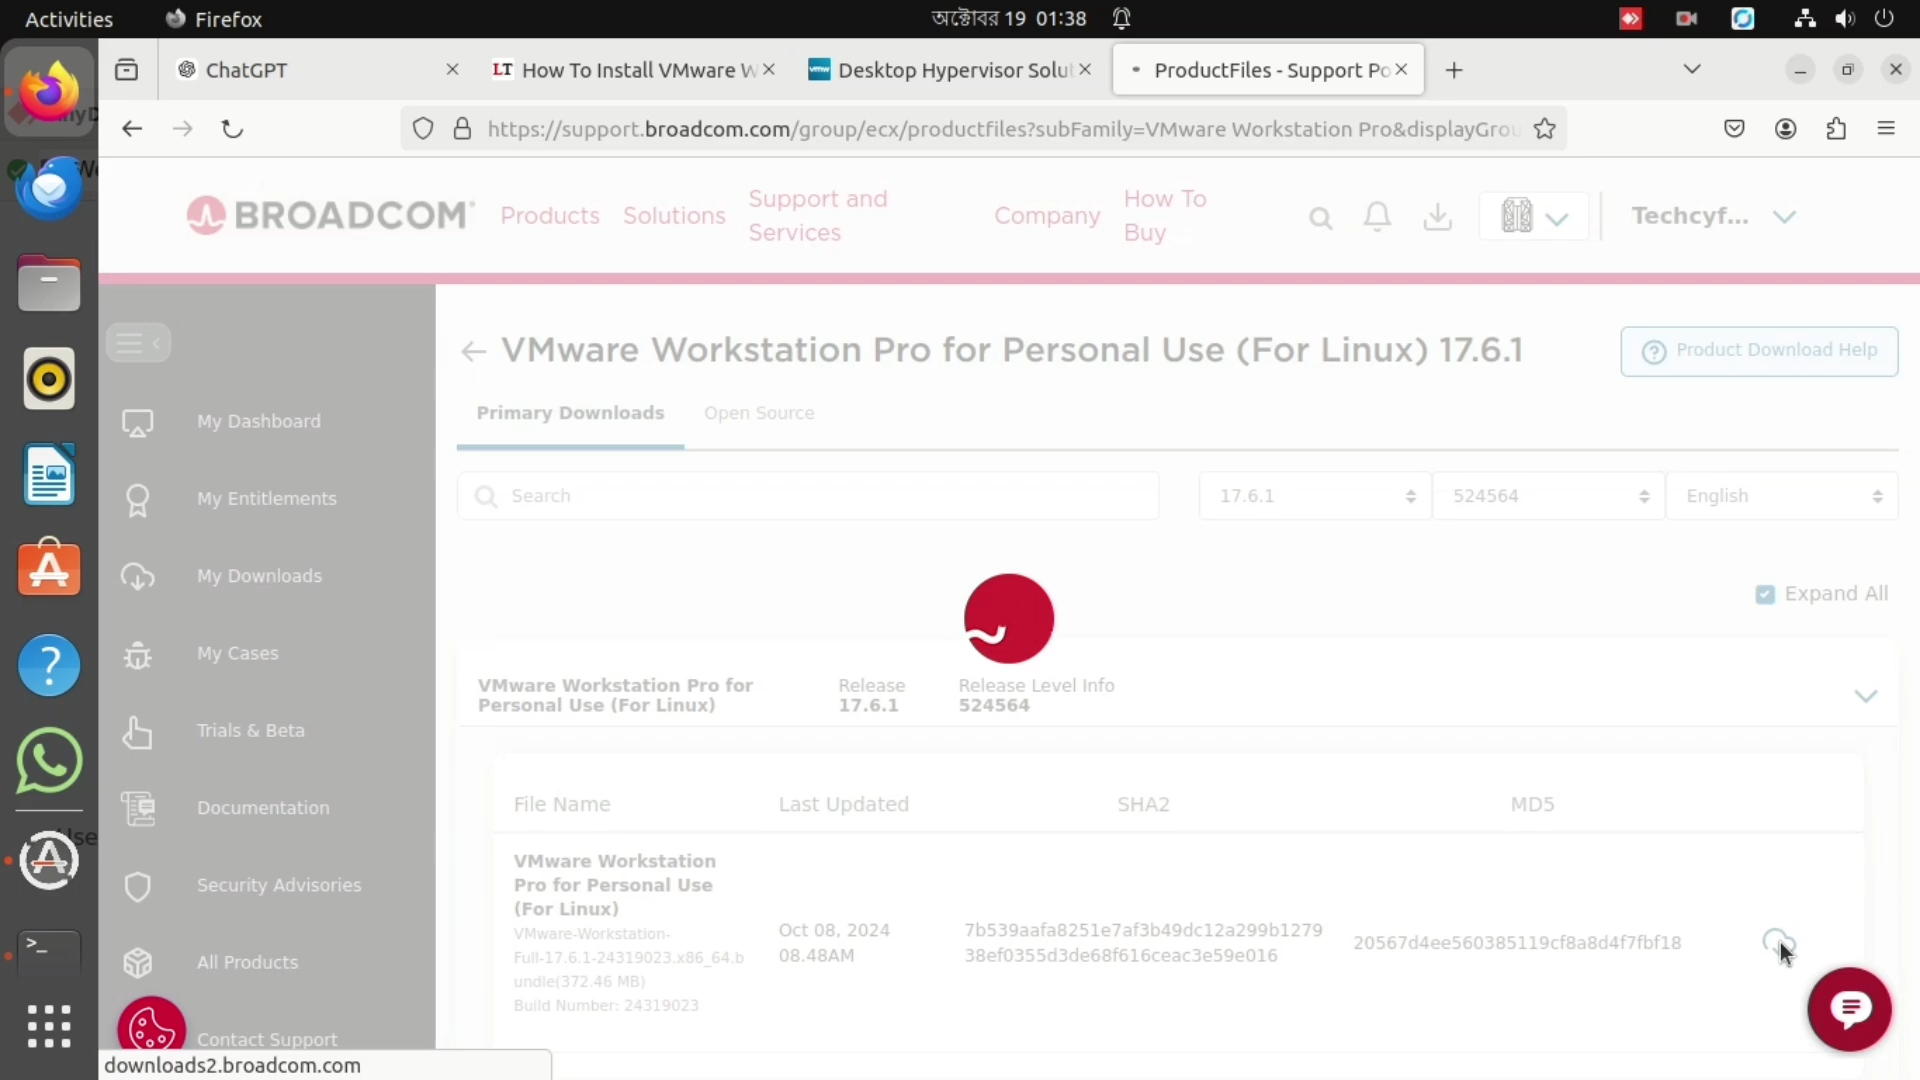 Activities
Firefox
অক্টোবর 19 01:38
ChatGPT
How To Install VMware W
Desktop Hypervisor Solut
ProductFiles - Support Po
https://support.broadcom.com/group/ecx/productfiles?subFamily=VMware Workstation Pro&displayGrou
BROADCOM
Products
Solutions
Support and
Services
Company
How To
Buy
Techcyf...
VMware Workstation Pro for Personal Use (For Linux) 17.6.1
Product Download Help
Primary Downloads
Open Source
Search
17.6.1
524564
English
Expand All
My Dashboard
My Entitlements
My Downloads
My Cases
Trials & Beta
Documentation
Security Advisories
All Products
Contact Support
VMware Workstation Pro for
Personal Use (For Linux)
Release
17.6.1
Release Level Info
524564
File Name
Last Updated
SHA2
MD5
VMware Workstation
Pro for Personal Use
(For Linux)
VMware-Workstation-
Full-17.6.1-24319023.x86_64.b
undle(372.46 MB)
Build Number: 24319023
Oct 08, 2024
08.48AM
7b539aafa8251e7af3b49dc12a299b1279
38ef0355d3de68f616ceac3e59e016
20567d4ee560385119cf8a8d4f7fbf18
downloads2.broadcom.com